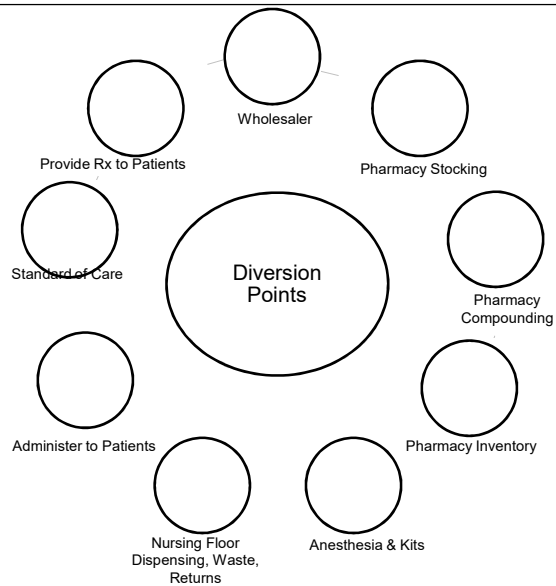 Wholesaler
Provide Rx to Patients
Pharmacy Stocking
Standard of Care
Diversion
Points
Pharmacy
Compounding
Administer to Patients
Pharmacy Inventory
Nursing Floor
Dispensing, Waste,
Returns
Anesthesia & Kits